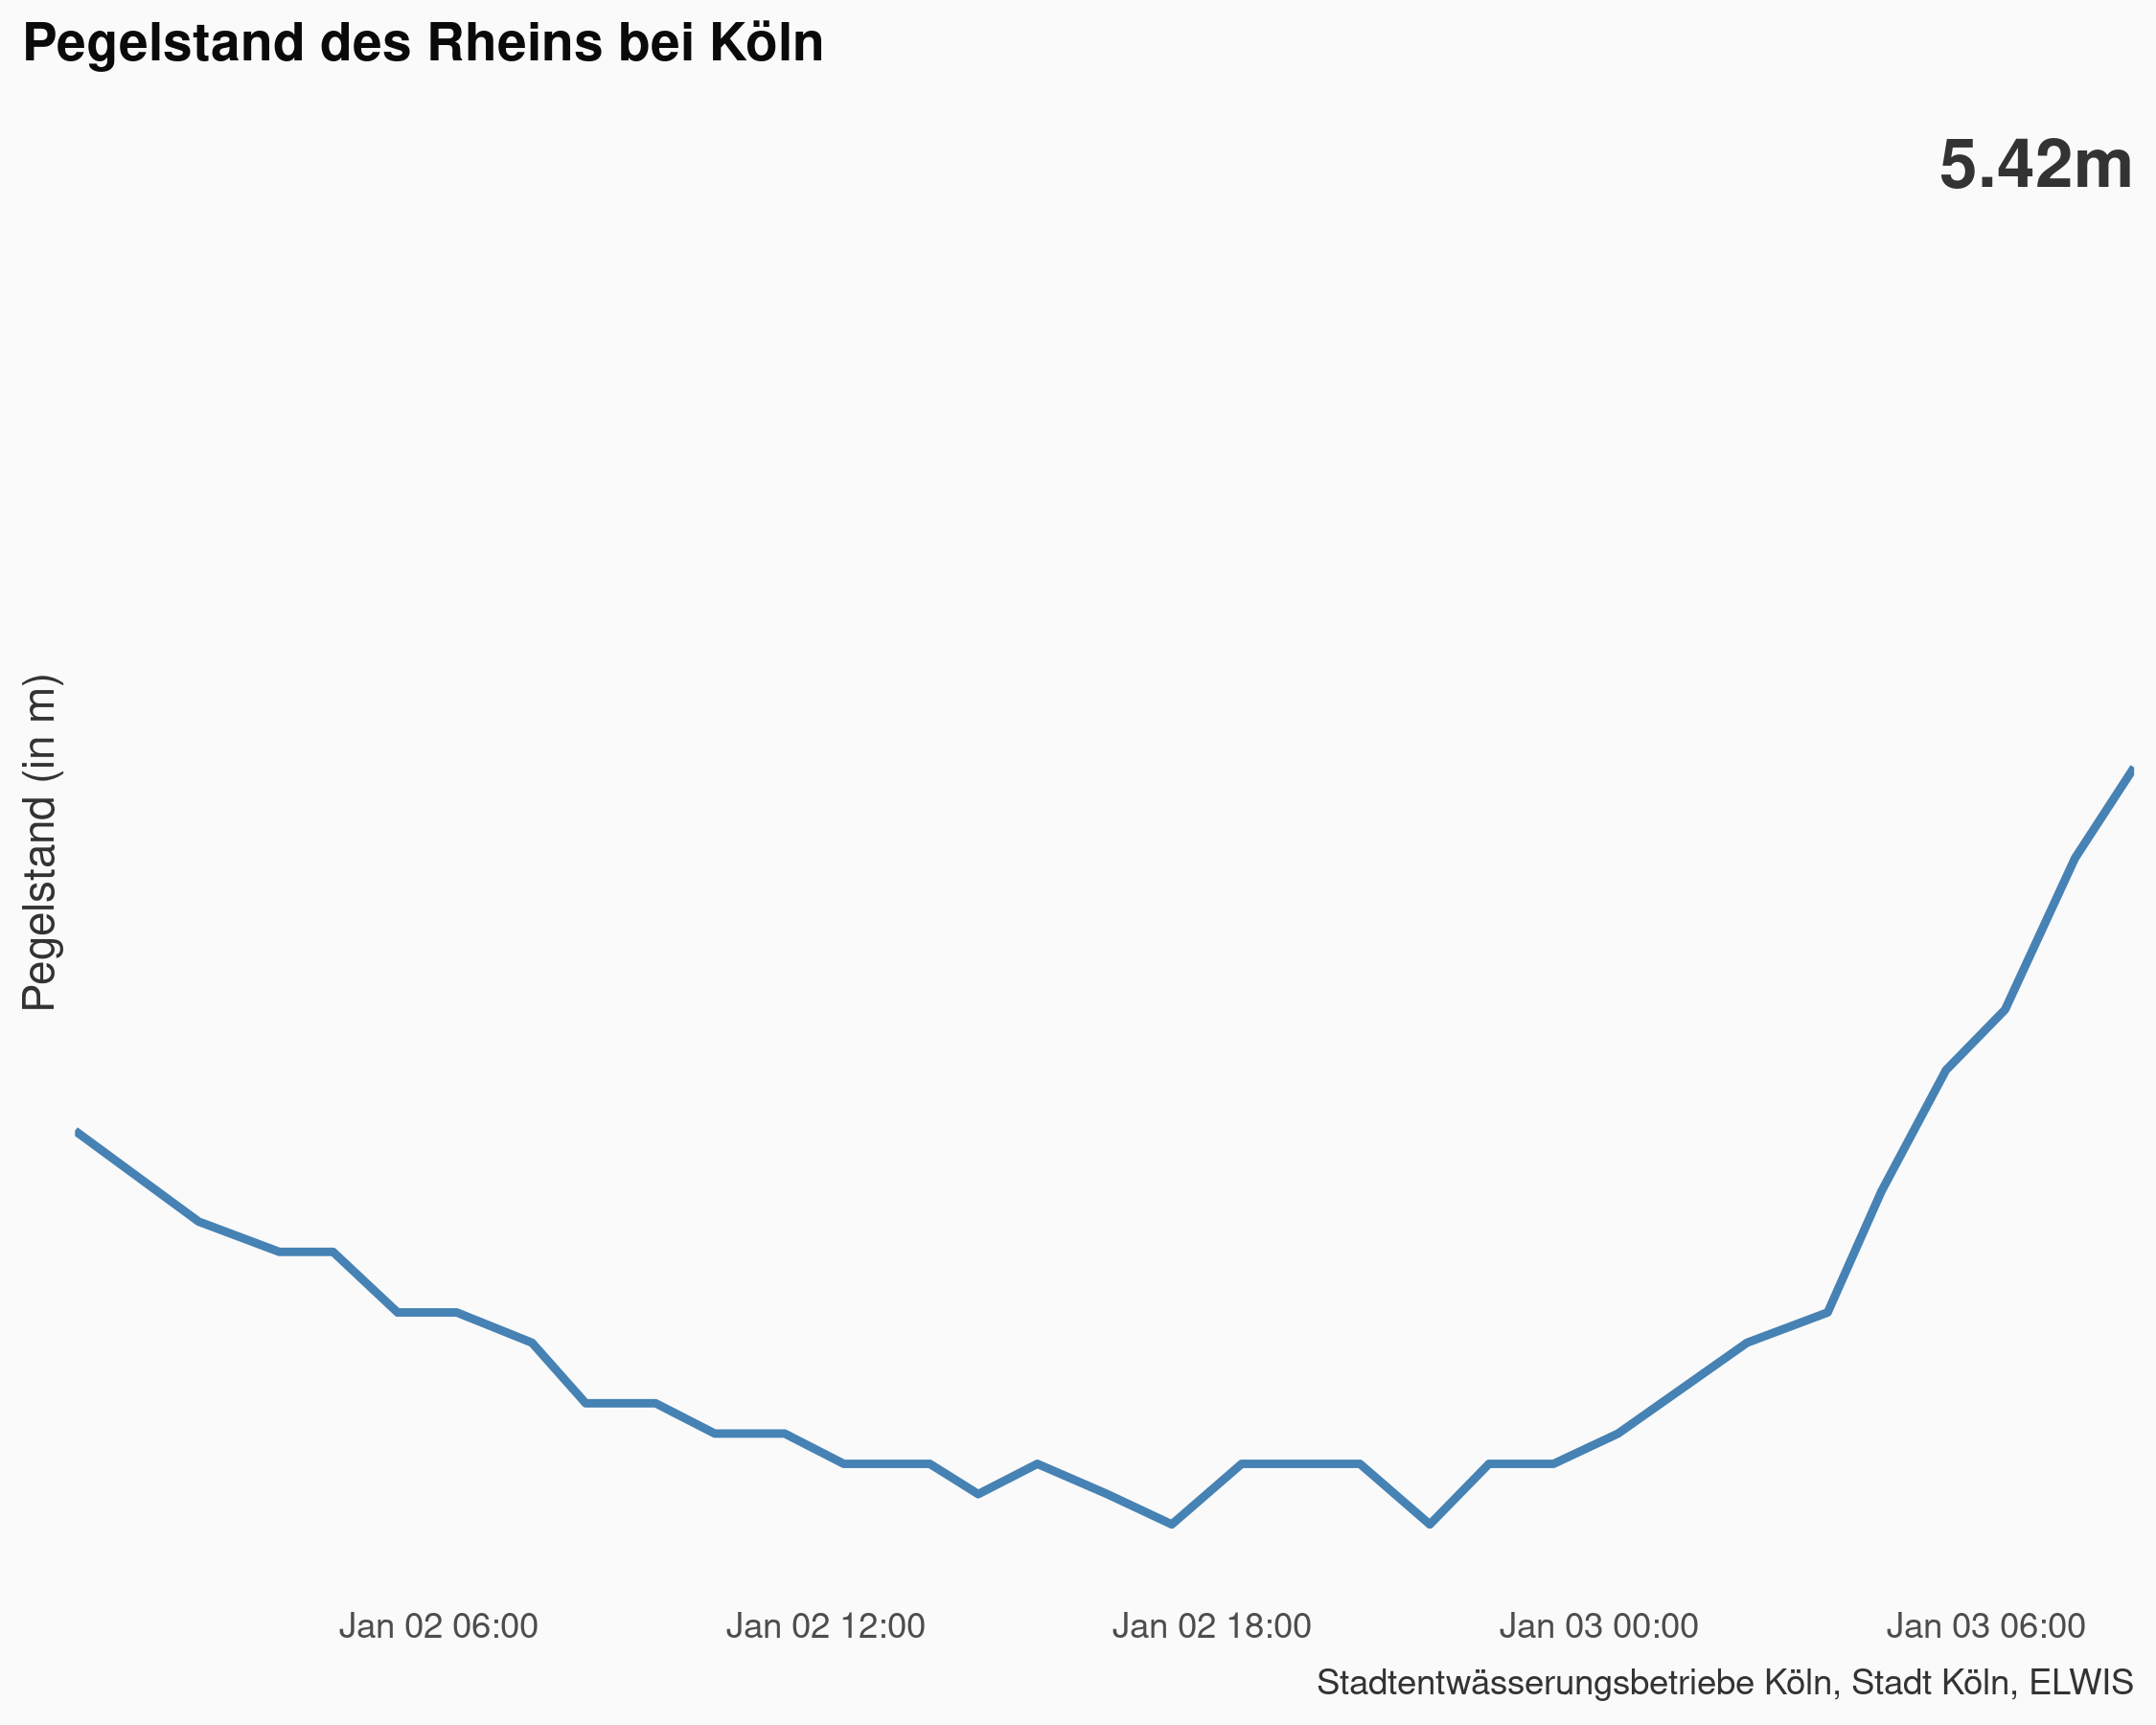 Pegelstand des Rheins bei Köln
5.42m
Pegelstand (in m)
Jan 02 06:00
Jan 02 12:00
Jan 02 18:00
Jan 03 00:00
Jan 03 06:00
Stadtentwässerungsbetriebe Köln, Stadt Köln, ELWIS